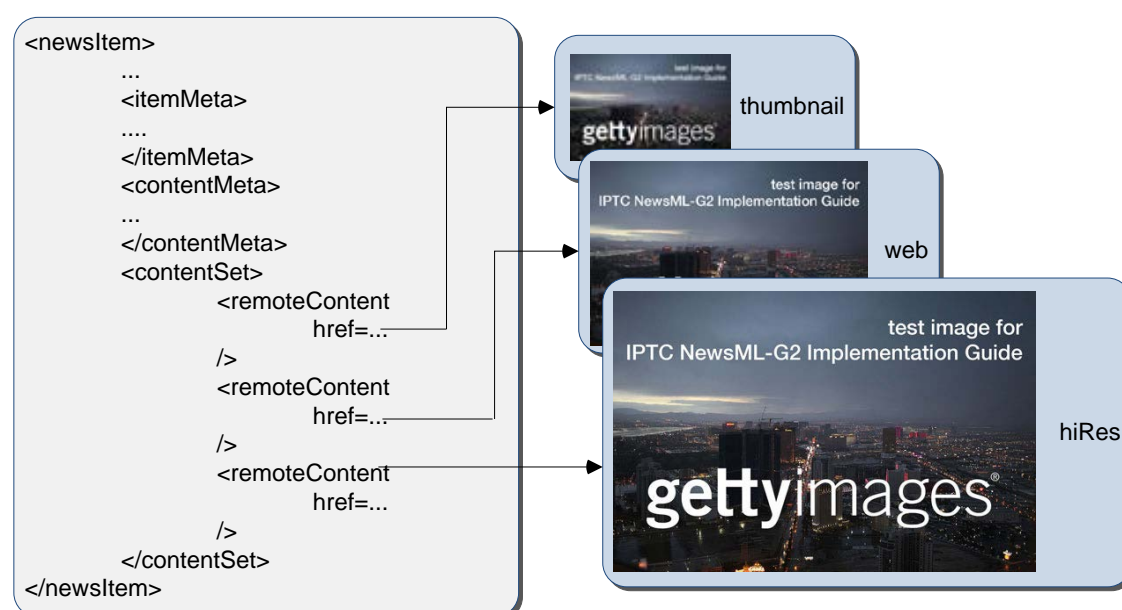 <newsItem>
...
<itemMeta>
....
</itemMeta>
<contentMeta>
...
</contentMeta>
<contentSet>
<remoteContent
href=...
/>
<remoteContent
href=...
/>
<remoteContent
href=...
/>
</contentSet>
</newsItem>
test image for
IPTC NewsML-G2 Implementation Guide
gettyimages®
thumbnail
test image for
IPTC NewsML-G2 Implementation Guide
web
test image for
IPTC NewsML-G2 Implementation Guide
gettyimages®
hiRes